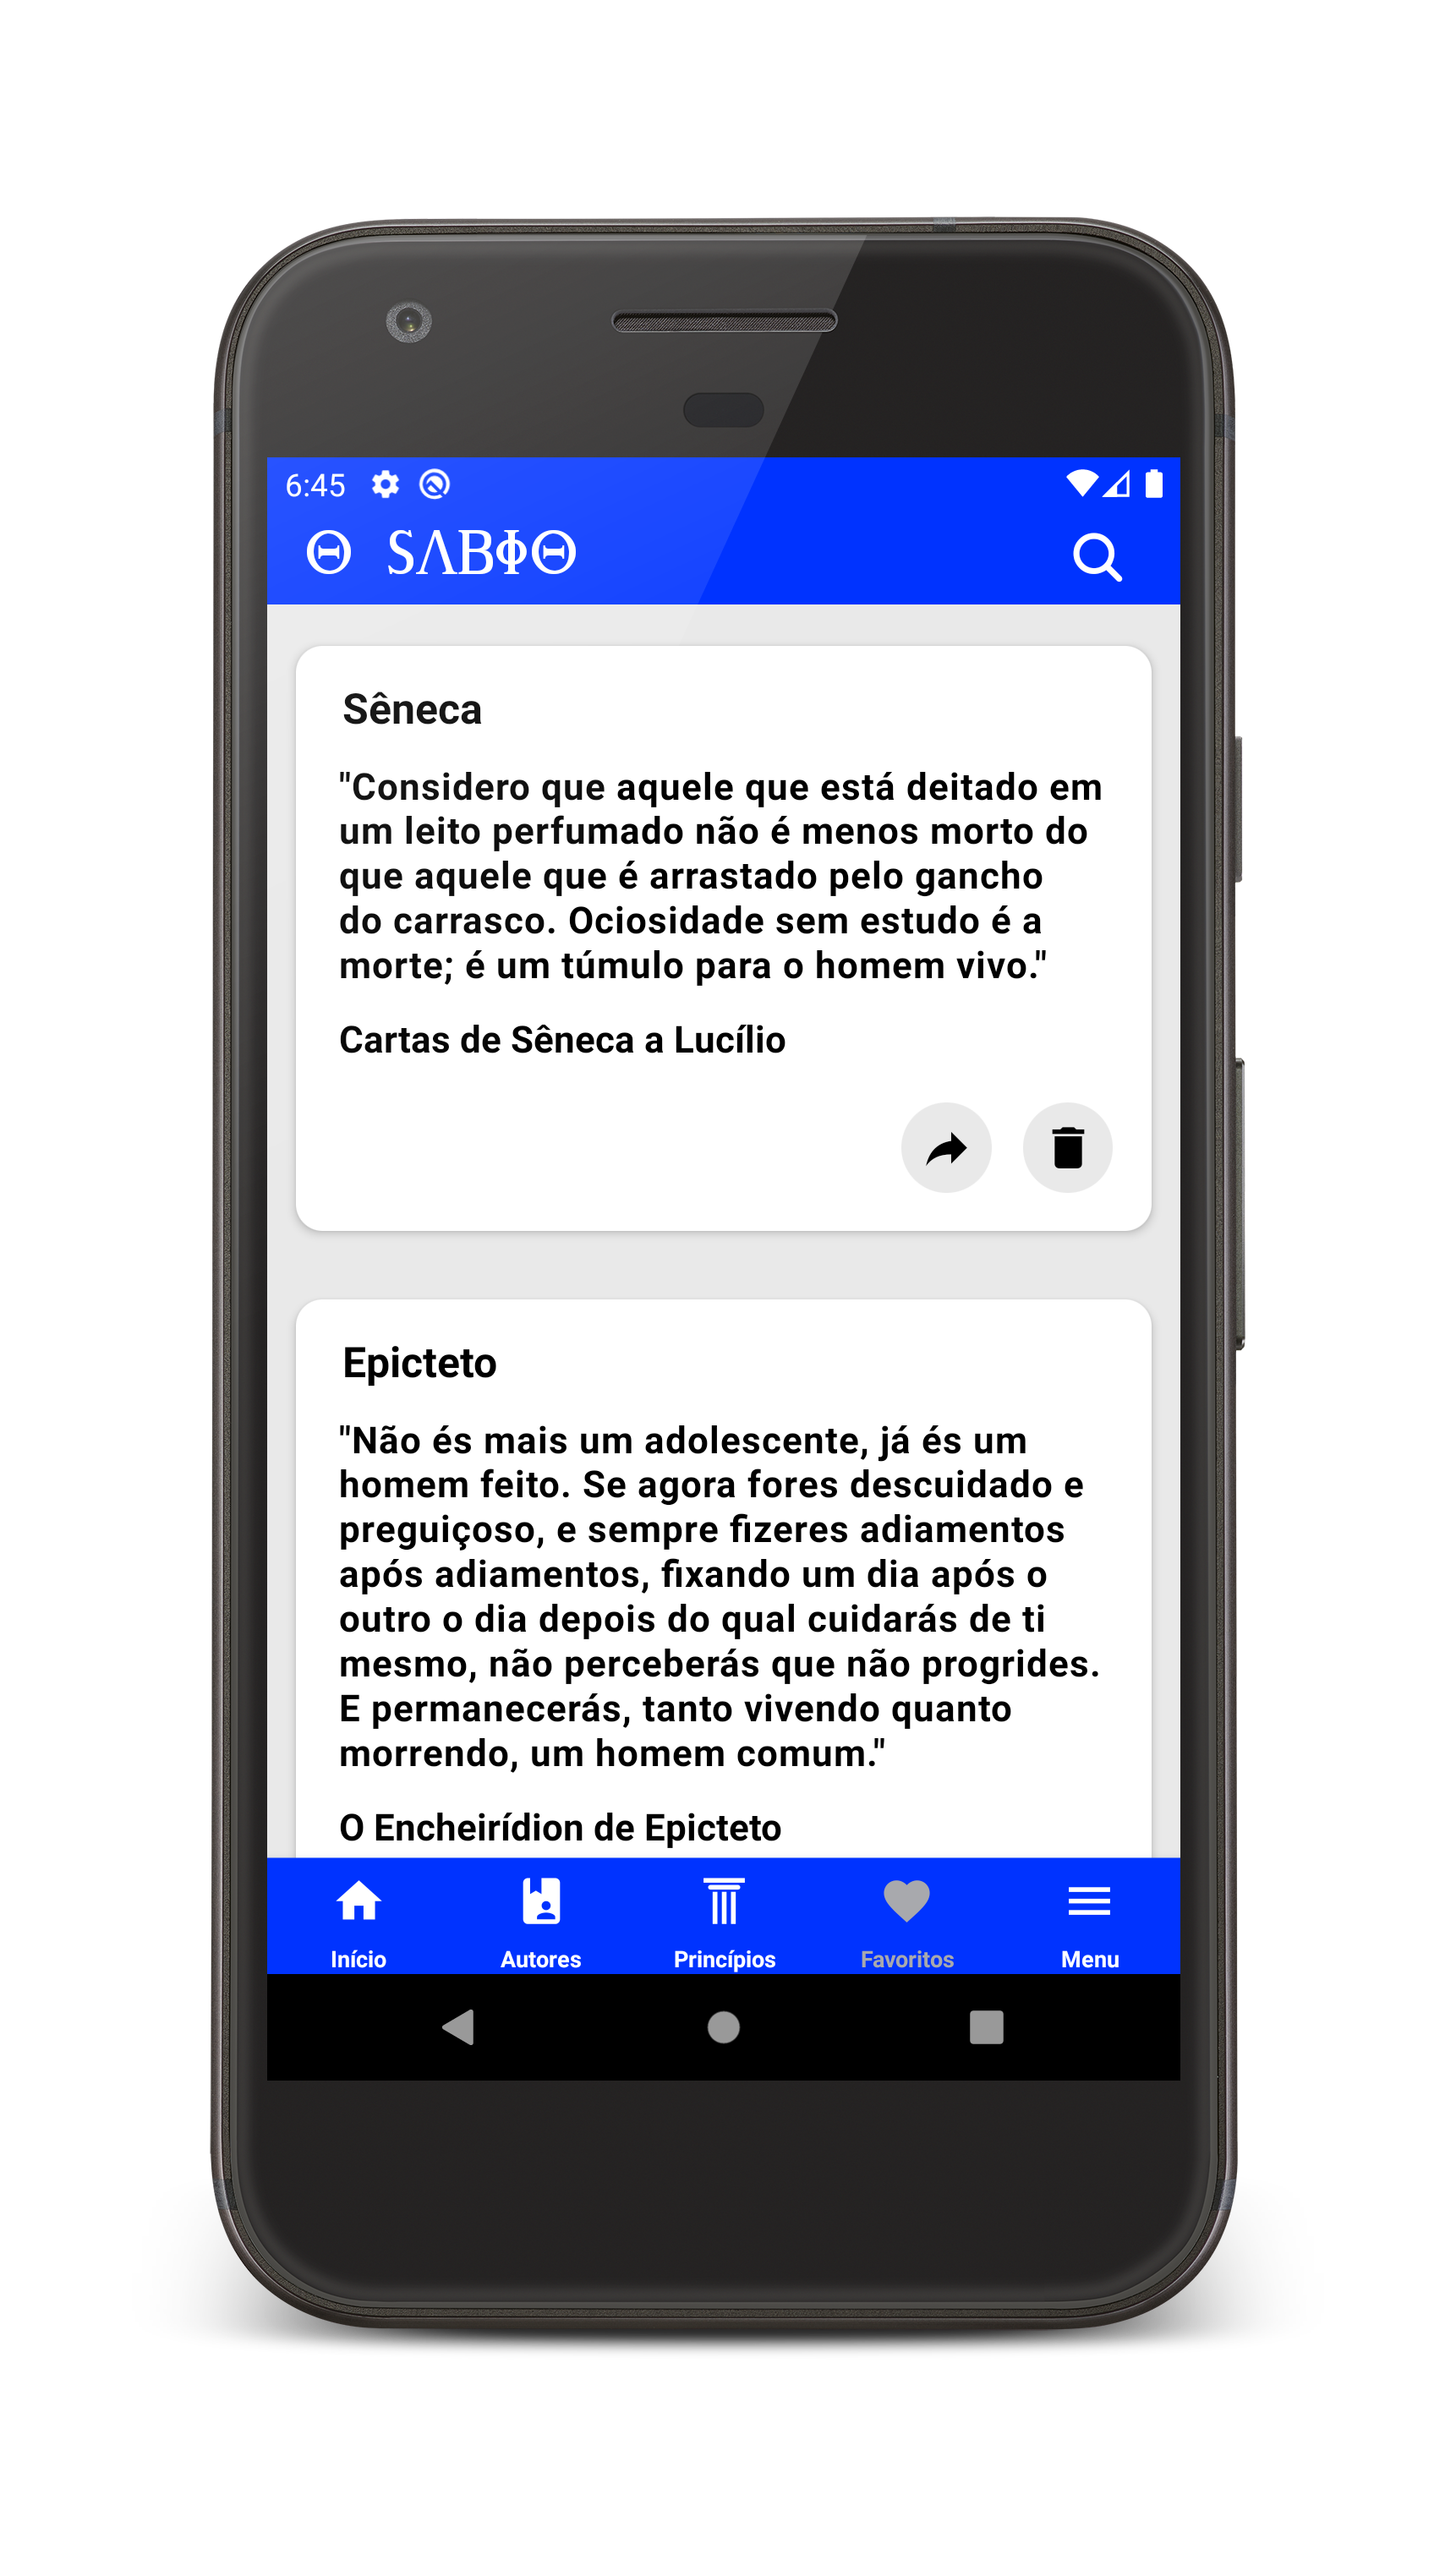 6:45
Θ SΛBΦΘ
Sêneca
"Considero que aquele que está deitado em
um leito perfumado não é menos morto do
que aquele que é arrastado pelo gancho
do carrasco. Ociosidade sem estudo é a
morte; é um túmulo para o homem vivo."
Cartas de Sêneca a Lucílio
Epicteto
"Não és mais um adolescente, já és um
homem feito. Se agora fores descuidado e
preguiçoso, e sempre fizeres adiamentos
após adiamentos, fixando um dia após o
outro o dia depois do qual cuidarás de ti
mesmo, não perceberás que não progrides.
E permanecerás, tanto vivendo quanto
morrendo, um homem comum."
O Encheirídion de Epicteto
Início Autores Princípios Favoritos Menu